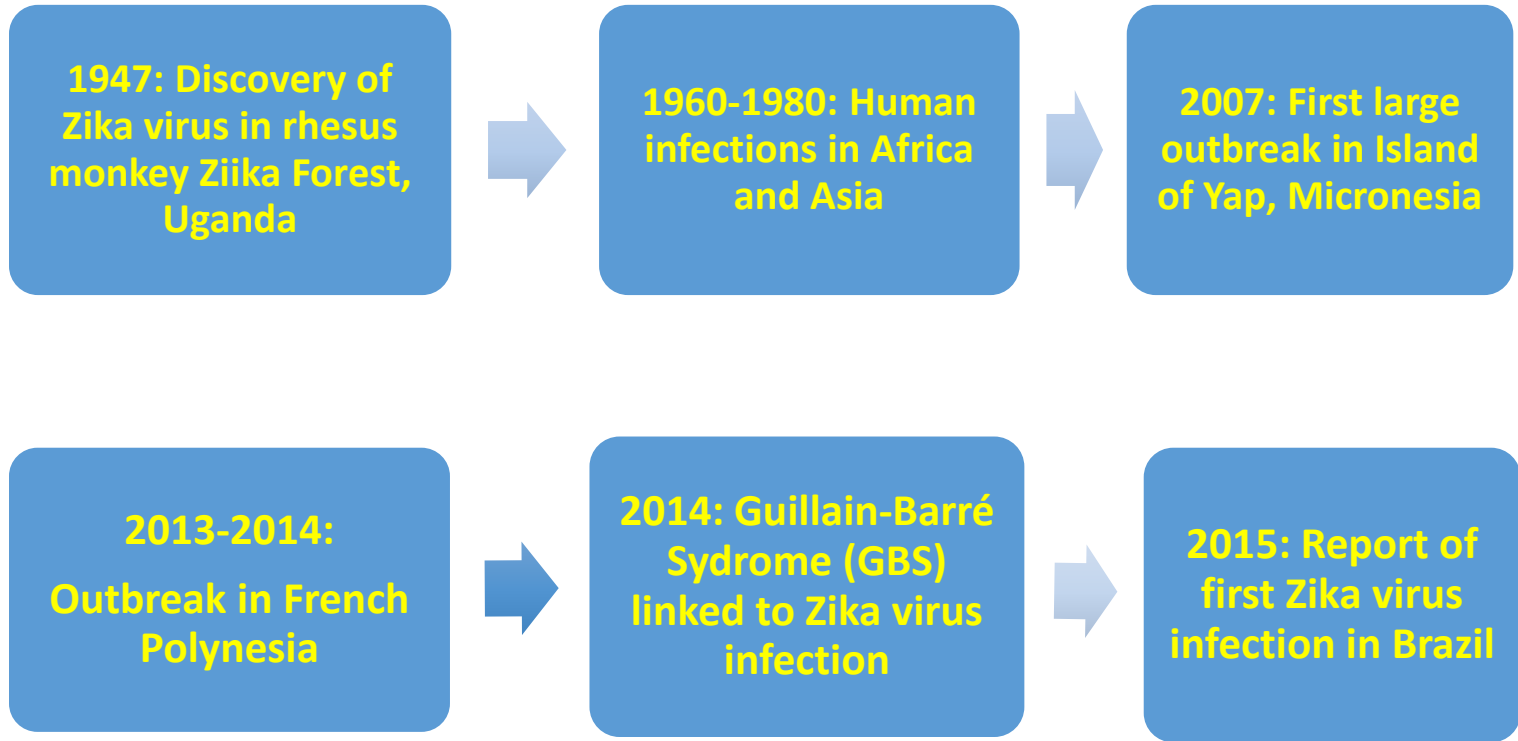 1947: Discovery of
Zika virus in rhesus
monkey Ziika Forest,
Uganda
1960-1980: Human
infections in Africa
and Asia
2007: First large
outbreak in Island
of Yap, Micronesia
2013-2014:
Outbreak in French
Polynesia
2014: Guillain-Barré
Sydrome (GBS)
linked to Zika virus
infection
2015: Report of
first Zika virus
infection in Brazil